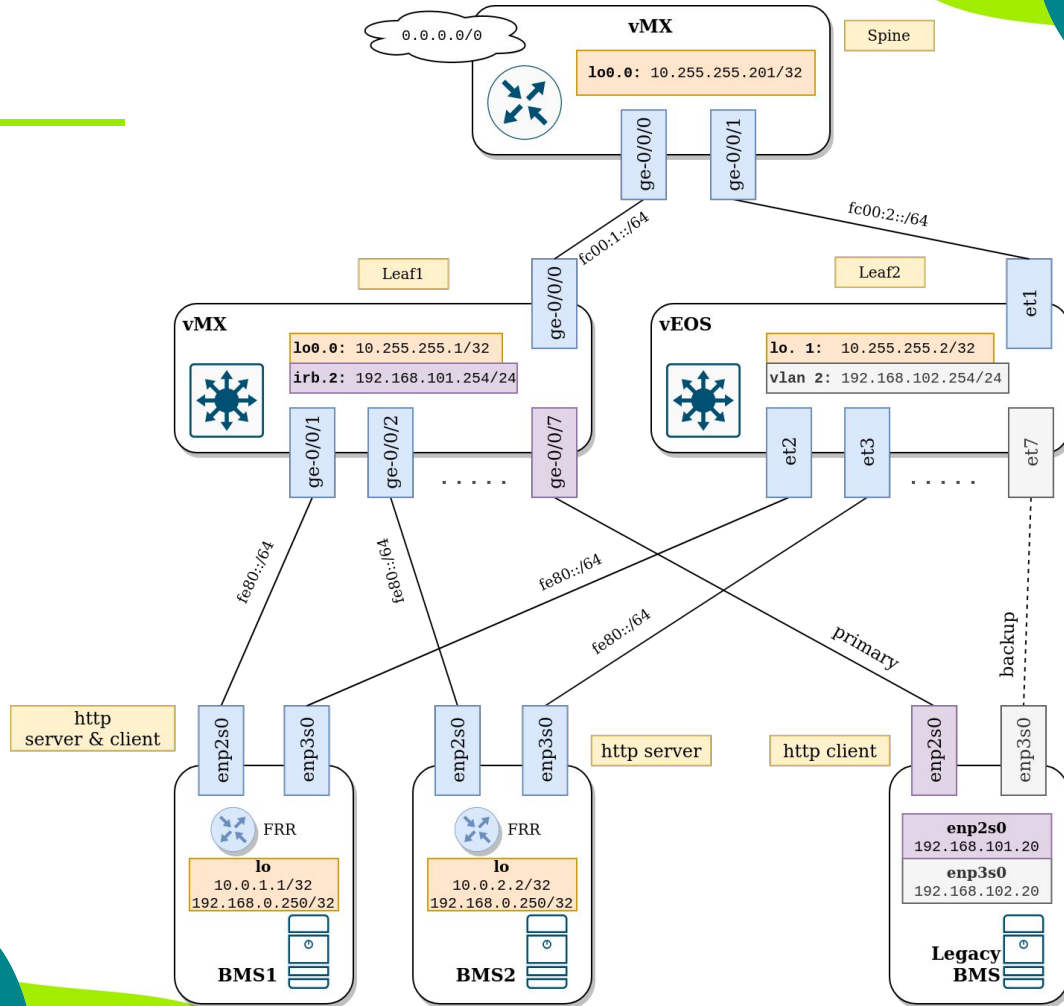 0.0.0.0/0
vMX
Spine
lo0.0: 10.255.255.201/32
ge-0/0/0
ge-0/0/1
fc00:1::/64
fc00:2::/64
Leaf1
Leaf2
ge-0/0/0
et1
vMX
vEOS
lo0.0: 10.255.255.1/32
irb.2: 192.168.101.254/24
lo. 1: 10.255.255.2/32
vlan 2: 192.168.102.254/24
ge-0/0/1
ge-0/0/2
. . . . .
ge-0/0/7
et2
et3
. . . . .
et7
fe80::/64
fe80::/64
fe80::/64
fe80::/64
primary
backup
http
server & client
enp2s0
enp3s0
enp2s0
enp3s0
http server
http client
enp2s0
enp3s0
FRR
lo
10.0.1.1/32
192.168.0.250/32
BMS1
FRR
lo
10.0.2.2/32
192.168.0.250/32
BMS2
enp2s0
192.168.101.20
enp3s0
192.168.102.20
Legacy
BMS